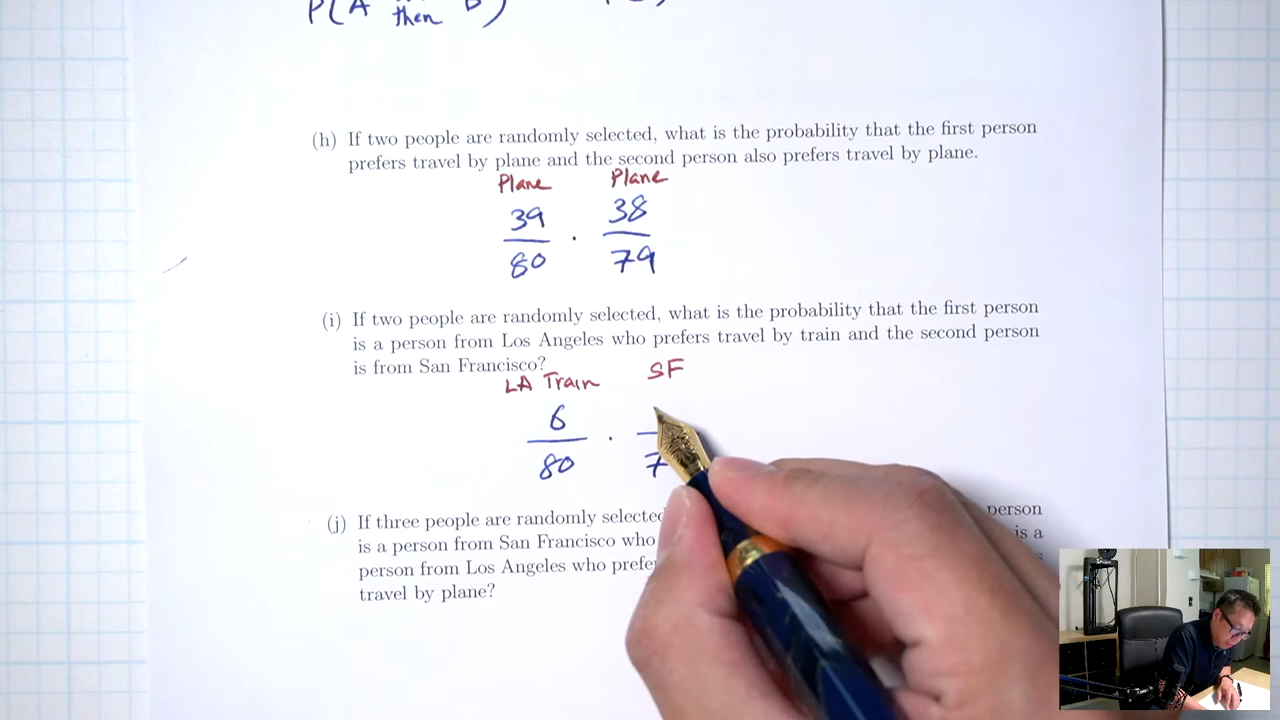 P(A then B)
(h) If two people are randomly selected, what is the probability that the first person
prefers travel by plane and the second person also prefers travel by plane.
Plane Plane
39 38
80 · 79
(i) If two people are randomly selected, what is the probability that the first person
is a person from Los Angeles who prefers travel by train and the second person
is from San Francisco?
LA Train SF
6
80 · 7
(j) If three people are randomly selected person
is a person from San Francisco who is a
person from Los Angeles who prefe
travel by plane?